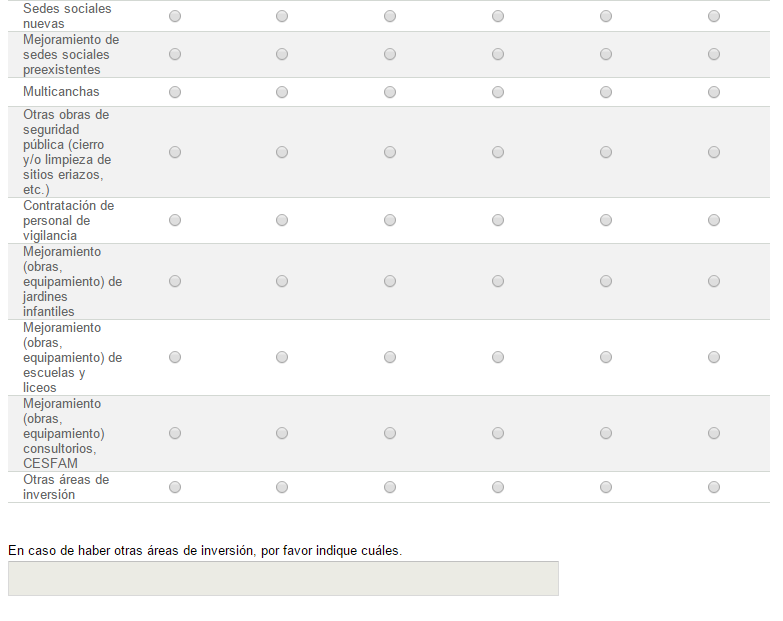 Sedes sociales
nuevas
Mejoramiento de
sedes sociales
preexistentes
Multicanchas
Otras obras de
seguridad
pública (cierro
y/o limpieza de
sitios eriazos,
etc.)
Contratación de
personal de
vigilancia
Mejoramiento
(obras,
equipamiento) de
jardines
infantiles
Mejoramiento
(obras,
equipamiento) de
escuelas y
liceos
Mejoramiento
(obras,
equipamiento)
consultorios,
CESFAM
Otras áreas de
inversión
En caso de haber otras áreas de inversión, por favor indique cuáles.